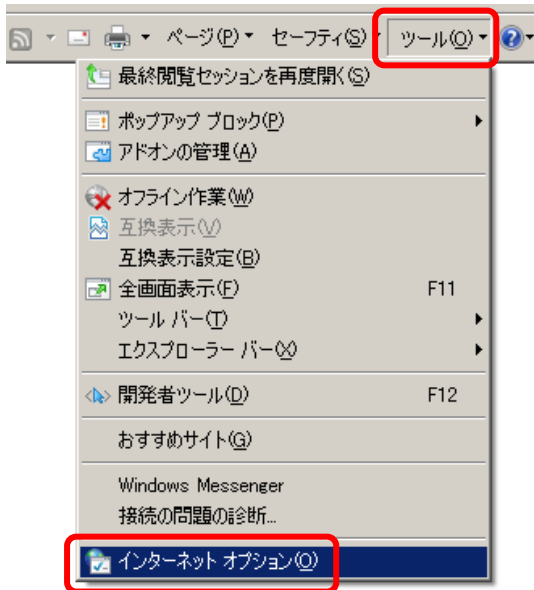 ページ(P) セーフティ(S) ツール(O)
最終閲覧セッションを再度開く(S)
ポップアップ ブロック(P)
アドオンの管理(A)
オフライン作業(W)
互換表示(V)
互換表示設定(B)
全画面表示(F) F11
ツール バー(T)
エクスプローラー バー(X)
開発者ツール(D) F12
おすすめサイト(G)
Windows Messenger
接続の問題の診断...
インターネット オプション(O)